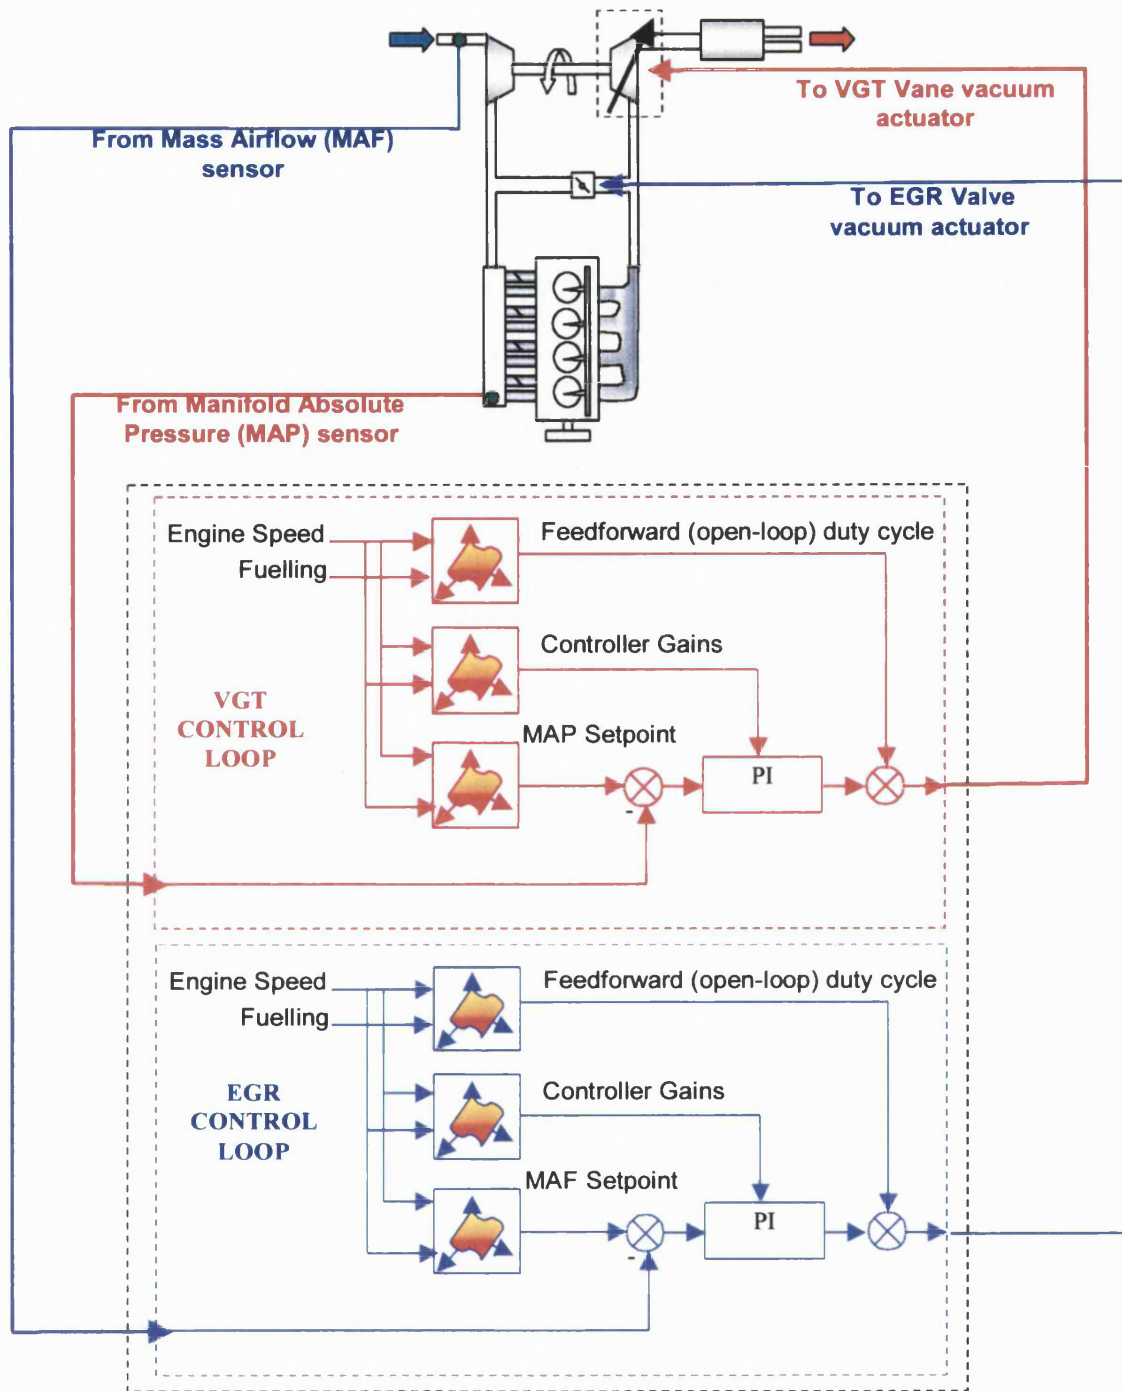 To VGT Vane vacuum
actuator
From Mass Airflow (MAF)
sensor
To EGR Valve
vacuum actuator
From Manifold Absolute
Pressure (MAP) sensor
Engine Speed
Feedforward (open-loop) duty cycle
Fuelling
Controller Gains
VGT
CONTROL
LOOP
MAP Setpoint
PI
-
Engine Speed
Feedforward (open-loop) duty cycle
Fuelling
Controller Gains
EGR
CONTROL
LOOP
MAF Setpoint
PI
-